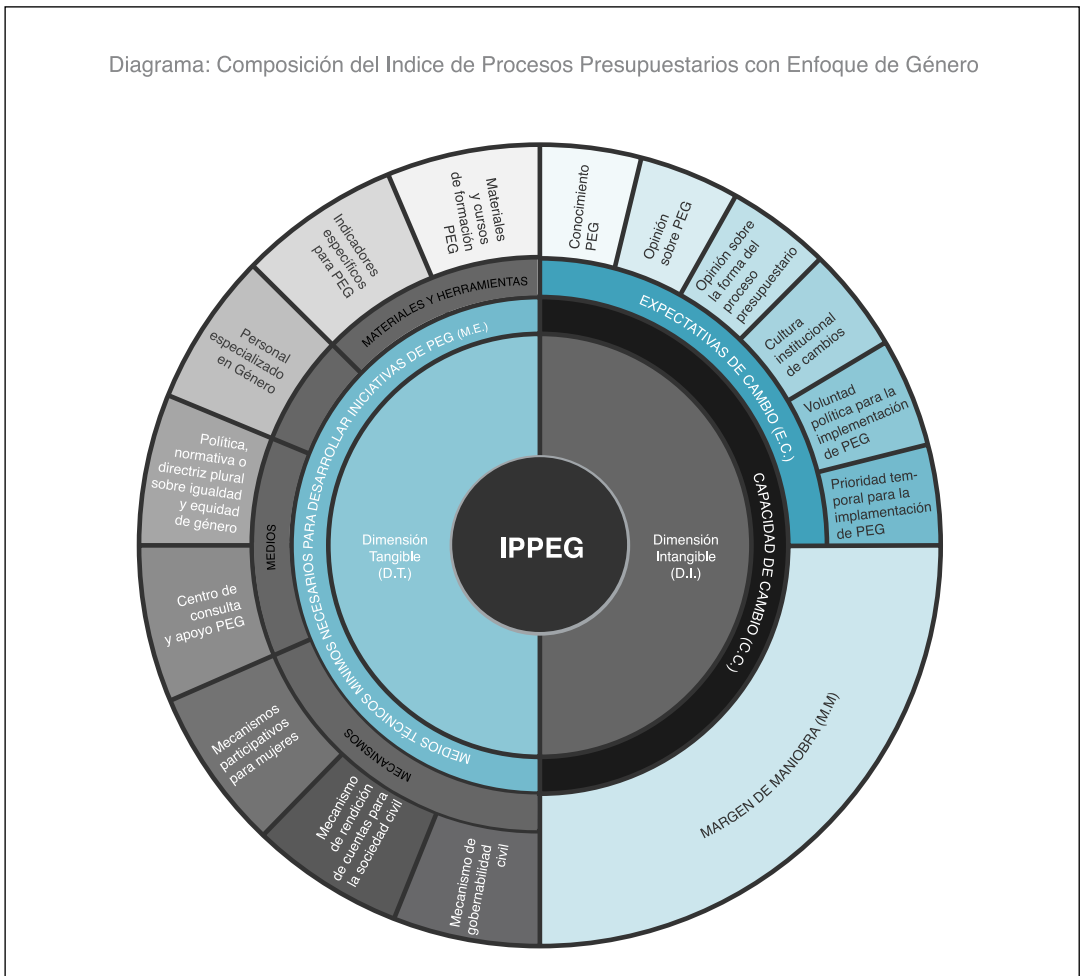 Diagrama: Composición del Indice de Procesos Presupuestarios con Enfoque de Género
Materiales
y cursos
de formación
PEG
Indicadores
específicos
para PEG
Personal
especializado
en Género
Política,
normativa o
directriz plural
sobre igualdad
y equidad
de género
Centro de
consulta
y apoyo PEG
Mecanismos
participativos
para mujeres
Mecanismo
de rendición
de cuentas para
la sociedad civil
Mecanismo de
gobernabilidad
civil
MATERIALES Y HERRAMIENTAS
MEDIOS
MECANISMOS
MEDIOS TÉCNICOS MINIMOS NECESARIOS PARA DESARROLLAR INICIATIVAS DE PEG (M.E.)
Dimensión
Tangible
(D.T.)
IPPEG
Dimensión
Intangible
(D.I.)
CAPACIDAD DE CAMBIO (C.C.)
EXPECTATIVAS DE CAMBIO (E.C.)
Conocimiento
PEG
Opinión
sobre PEG
Opinión sobre
la forma del
proceso
presupuestario
Cultura
institucional
de cambios
Voluntad
política para la
implementación
de PEG
Prioridad tem-
poral para la
implamentación
de PEG
MARGEN DE MANIOBRA (M.M)